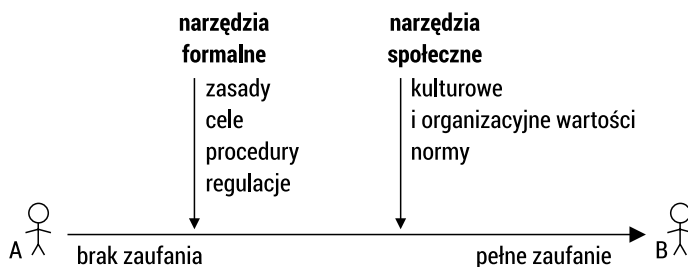 narzędzia
formalne
zasady
cele
procedury
regulacje
narzędzia
społeczne
kulturowe
i organizacyjne wartości
normy
A
brak zaufania
pełne zaufanie
B